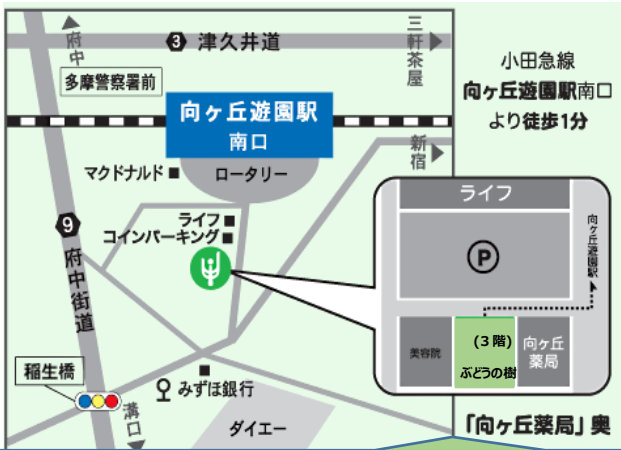 府中
3 津久井道
三軒茶屋
多摩警察署前
小田急線
向ヶ丘遊園駅南口
より徒歩1分
向ヶ丘遊園駅
南口
新宿
マクドナルド
ロータリー
ライフ
コインパーキング
9
府中街道
ライフ
P
向ヶ丘遊園駅
美容院
(3階)
ぶどうの樹
向ヶ丘
薬局
稲生橋
みずほ銀行
溝口
ダイエー
「向ヶ丘薬局」奥